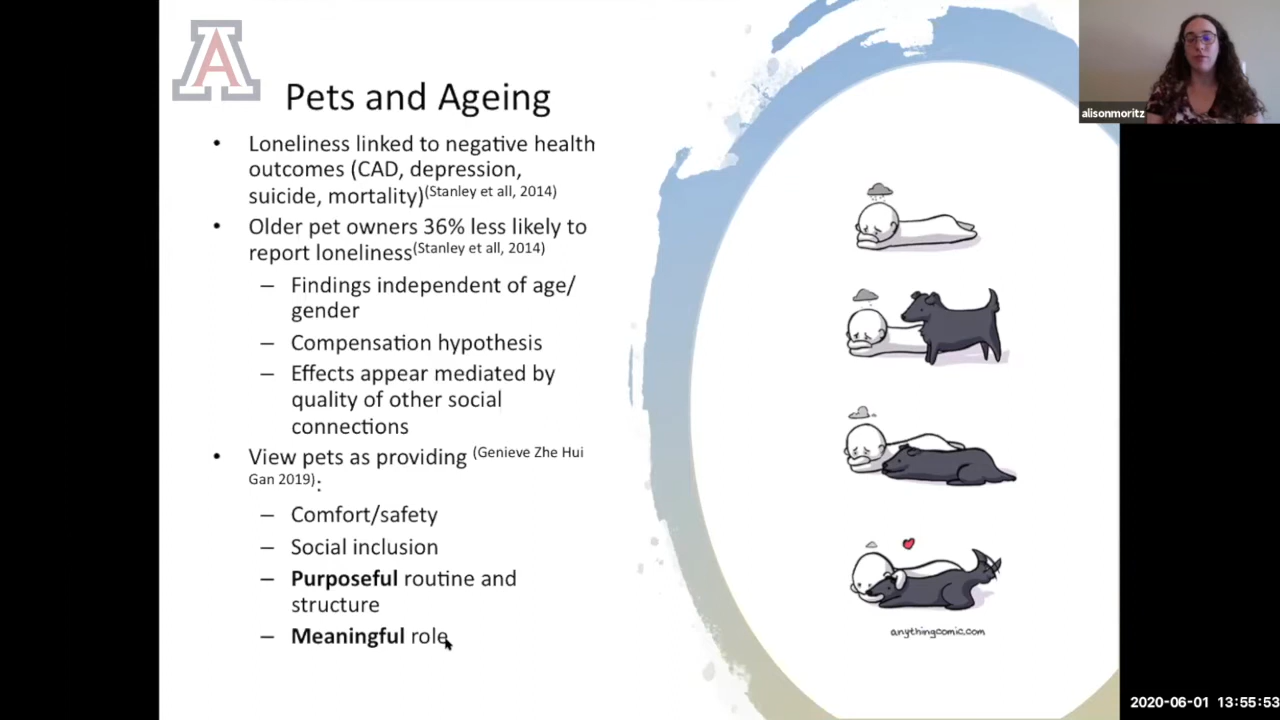 A
Pets and Ageing
• Loneliness linked to negative health
outcomes (CAD, depression,
suicide, mortality)(Stanley et all, 2014)
• Older pet owners 36% less likely to
report loneliness(Stanley et all, 2014)
– Findings independent of age/
gender
– Compensation hypothesis
– Effects appear mediated by
quality of other social
connections
• View pets as providing (Genieve Zhe Hui
Gan 2019):
– Comfort/safety
– Social inclusion
– Purposeful routine and
structure
– Meaningful role
anythingcomic.com
alisonmoritz
2020-06-01 13:55:53